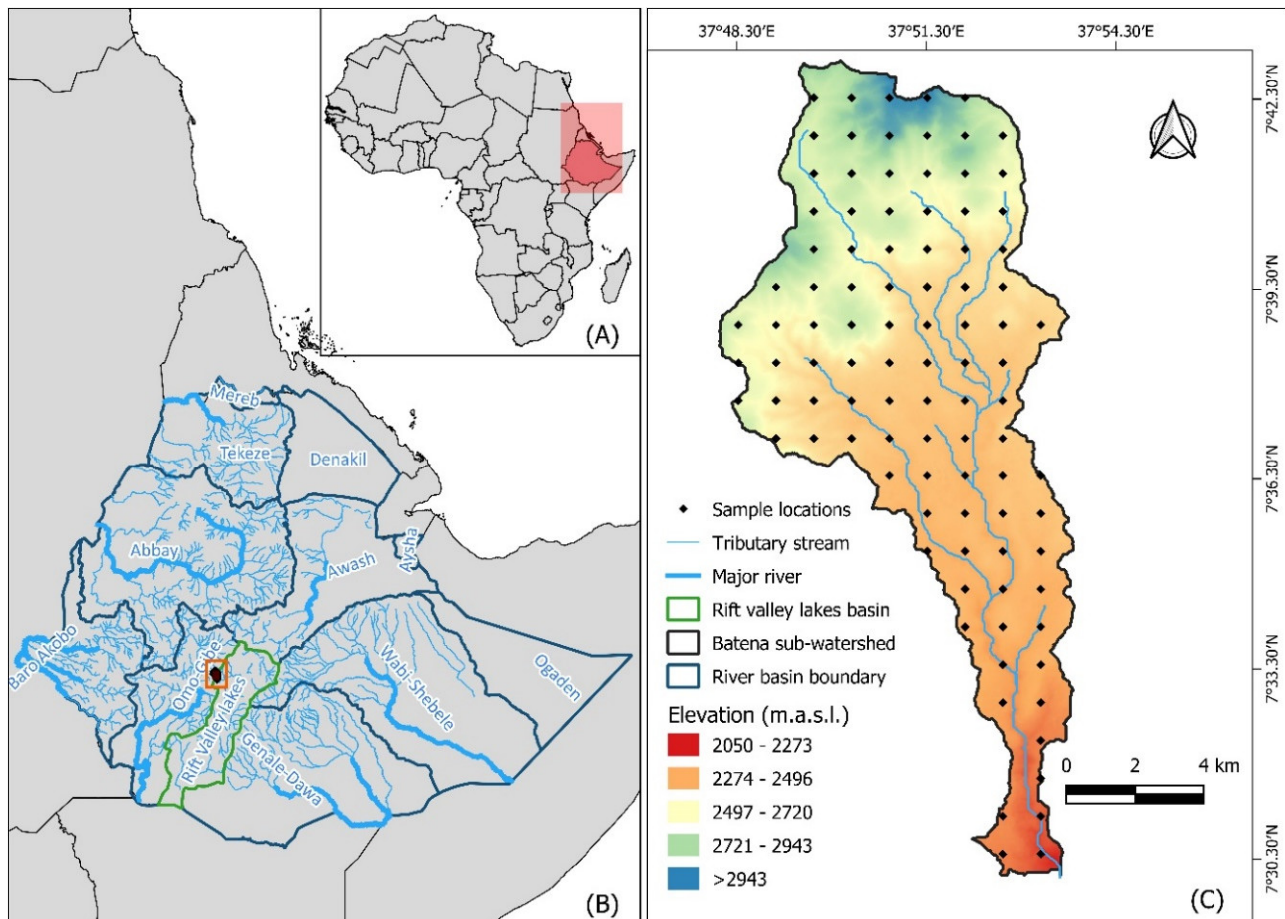 (A)
Mereb
Tekeze
Denakil
Abbay
Awash
Aysha
Baro Akobo
Omo-Gibe
Rift Valley lakes
Wabi-Shebele
Ogaden
Genale-Dawa
(B)
37°48.30'E
37°51.30'E
37°54.30'E
7°42.30'N
7°39.30'N
7°36.30'N
7°33.30'N
7°30.30'N
Sample locations
Tributary stream
Major river
Rift valley lakes basin
Batena sub-watershed
River basin boundary
Elevation (m.a.s.l.)
2050 - 2273
2274 - 2496
2497 - 2720
2721 - 2943
>2943
0 2 4 km
(C)